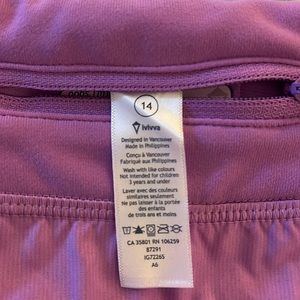 14
ivivva
Designed in Vancouver
Made in Philippines
Conçu à Vancouver
Fabriqué aux Philippines
Wash with like colours
Not intended for children
3 years and under
Laver avec des couleurs
similaires seulement
Ne pas laisser à portée
des enfants
de trois ans et moins
CA 35801 RN 106259
87291
IG7226S
A6